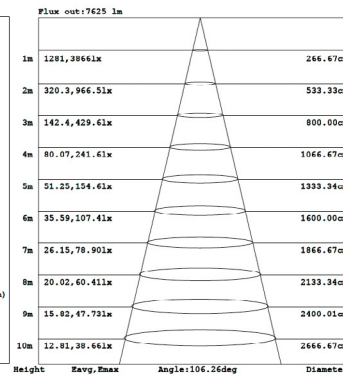 Flux out:7625 lm
1m 1281,3866lx 266.67c
2m 320.3,966.5lx 533.33c
3m 142.4,429.6lx 800.00c
4m 80.07,241.6lx 1066.67c
5m 51.25,154.6lx 1333.34c
6m 35.59,107.4lx 1600.00c
7m 26.15,78.90lx 1866.67c
8m 20.02,60.41lx 2133.34c
)
9m 15.82,47.73lx 2400.01c
10m 12.81,38.66lx 2666.67c
Height Eavg,Emax Angle:106.26deg Diamete